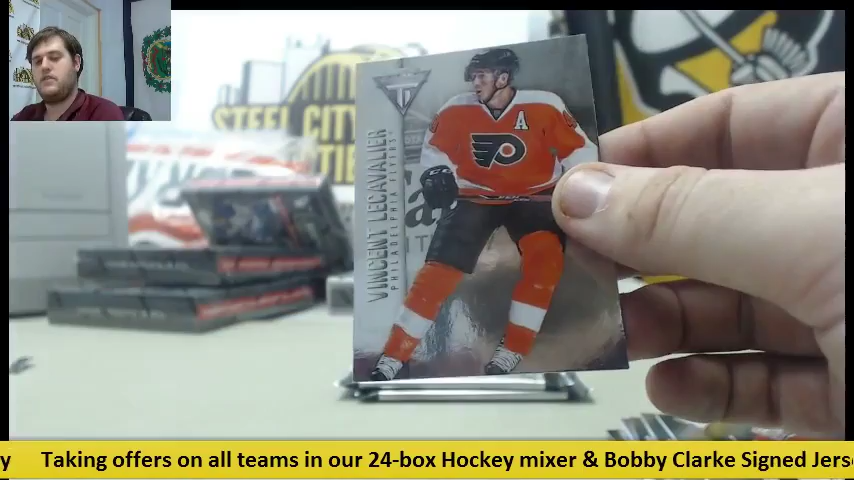 STEEL CITY
VINCENT LECAVALIER
PHILADELPHIA FLYERS
A
y Taking offers on all teams in our 24-box Hockey mixer & Bobby Clarke Signed Jers